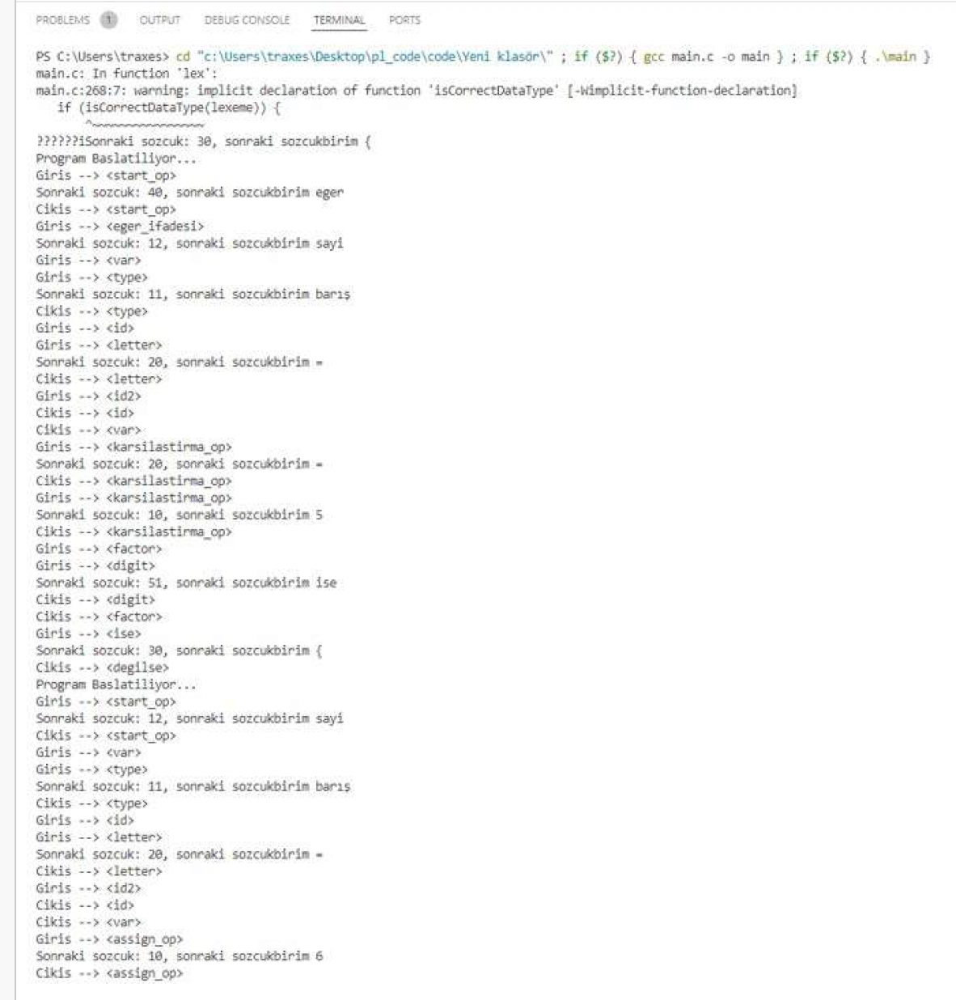 PROBLEMS 1 OUTPUT DEBUG CONSOLE TERMINAL PORTS
PS C:\Users\traxes> cd "c:\Users\traxes\Desktop\pl_code\code\Yeni klasör\" ; if ($?) { gcc main.c -o main } ; if ($?) { .\main }
main.c: In function 'lex':
main.c:268:7: warning: implicit declaration of function 'isCorrectDataType' [-Wimplicit-function-declaration]
if (isCorrectDataType(lexeme)) {
^~~~~~~~~~~~~~~~~
??????iSonraki sozcuk: 30, sonraki sozcukbirim {
Program Baslatiliyor...
Giris --> <start_op>
Sonraki sozcuk: 40, sonraki sozcukbirim eger
Cikis --> <start_op>
Giris --> <eger_ifadesi>
Sonraki sozcuk: 12, sonraki sozcukbirim sayi
Giris --> <var>
Giris --> <type>
Sonraki sozcuk: 11, sonraki sozcukbirim barış
Cikis --> <type>
Giris --> <id>
Giris --> <letter>
Sonraki sozcuk: 20, sonraki sozcukbirim =
Cikis --> <letter>
Giris --> <id2>
Cikis --> <id>
Cikis --> <var>
Giris --> <karsilastirma_op>
Sonraki sozcuk: 20, sonraki sozcukbirim =
Cikis --> <karsilastirma_op>
Giris --> <karsilastirma_op>
Sonraki sozcuk: 10, sonraki sozcukbirim 5
Cikis --> <karsilastirma_op>
Giris --> <factor>
Giris --> <digit>
Sonraki sozcuk: 51, sonraki sozcukbirim ise
Cikis --> <digit>
Cikis --> <factor>
Giris --> <ise>
Sonraki sozcuk: 30, sonraki sozcukbirim {
Cikis --> <degilse>
Program Baslatiliyor...
Giris --> <start_op>
Sonraki sozcuk: 12, sonraki sozcukbirim sayi
Cikis --> <start_op>
Giris --> <var>
Giris --> <type>
Sonraki sozcuk: 11, sonraki sozcukbirim barış
Cikis --> <type>
Giris --> <id>
Giris --> <letter>
Sonraki sozcuk: 20, sonraki sozcukbirim =
Cikis --> <letter>
Giris --> <id2>
Cikis --> <id>
Cikis --> <var>
Giris --> <assign_op>
Sonraki sozcuk: 10, sonraki sozcukbirim 6
Cikis --> <assign_op>